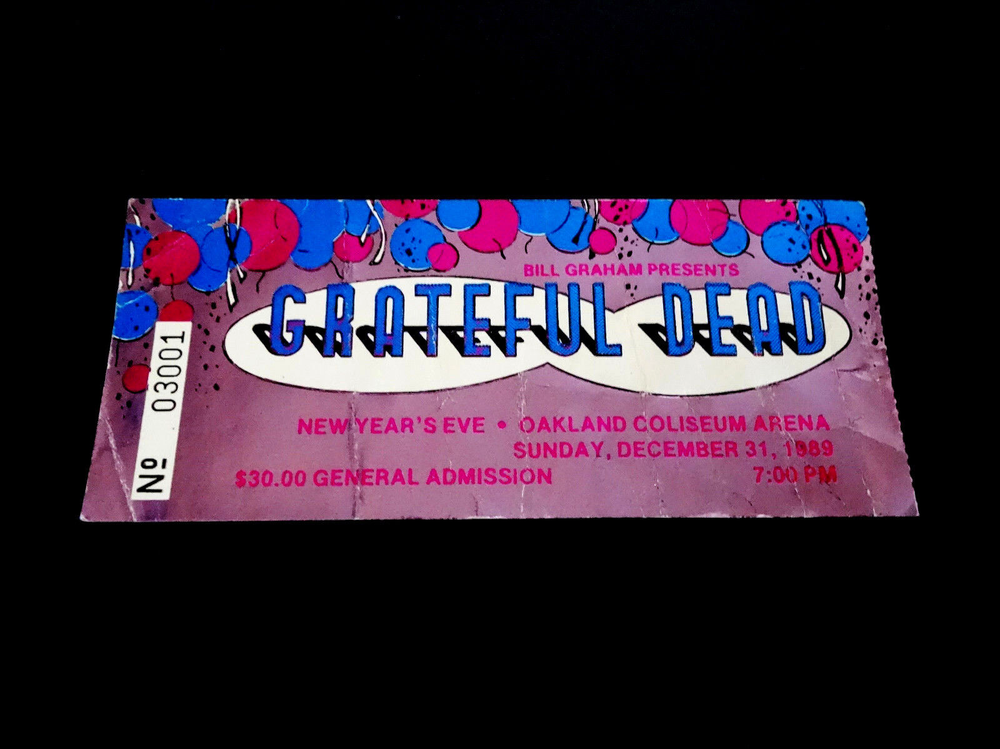 BILL GRAHAM PRESENTS
GRATEFUL DEAD
NEW YEAR'S EVE • OAKLAND COLISEUM ARENA
SUNDAY, DECEMBER 31, 1989
$30.00 GENERAL ADMISSION 7:00 PM
Nº 03001